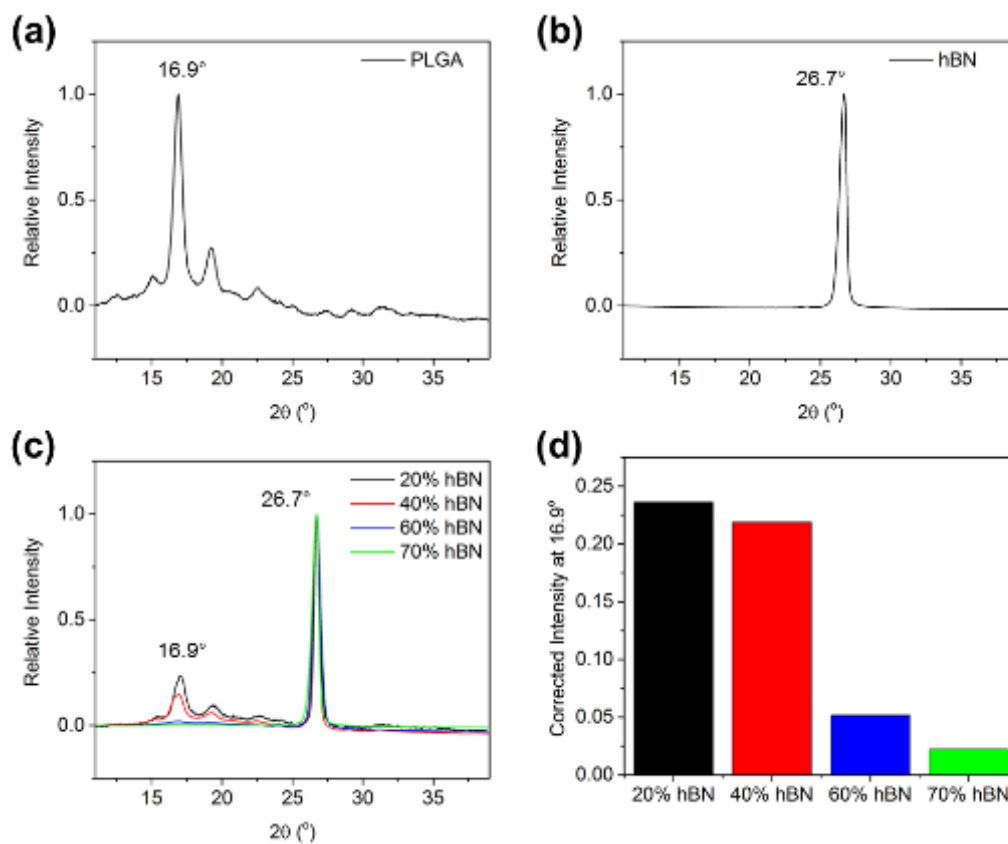 (a)
PLGA
16.9°
1.0
0.5
0.0
Relative Intensity
15 20 25 30 35
2θ (°)
(b)
hBN
26.7°
1.0
0.5
0.0
Relative Intensity
15 20 25 30 35
2θ (°)
(c)
20% hBN
40% hBN
60% hBN
70% hBN
26.7°
16.9°
1.0
0.5
0.0
Relative Intensity
15 20 25 30 35
2θ (°)
(d)
0.25
0.20
0.15
0.10
0.05
0.00
Corrected Intensity at 16.9°
20% hBN 40% hBN 60% hBN 70% hBN